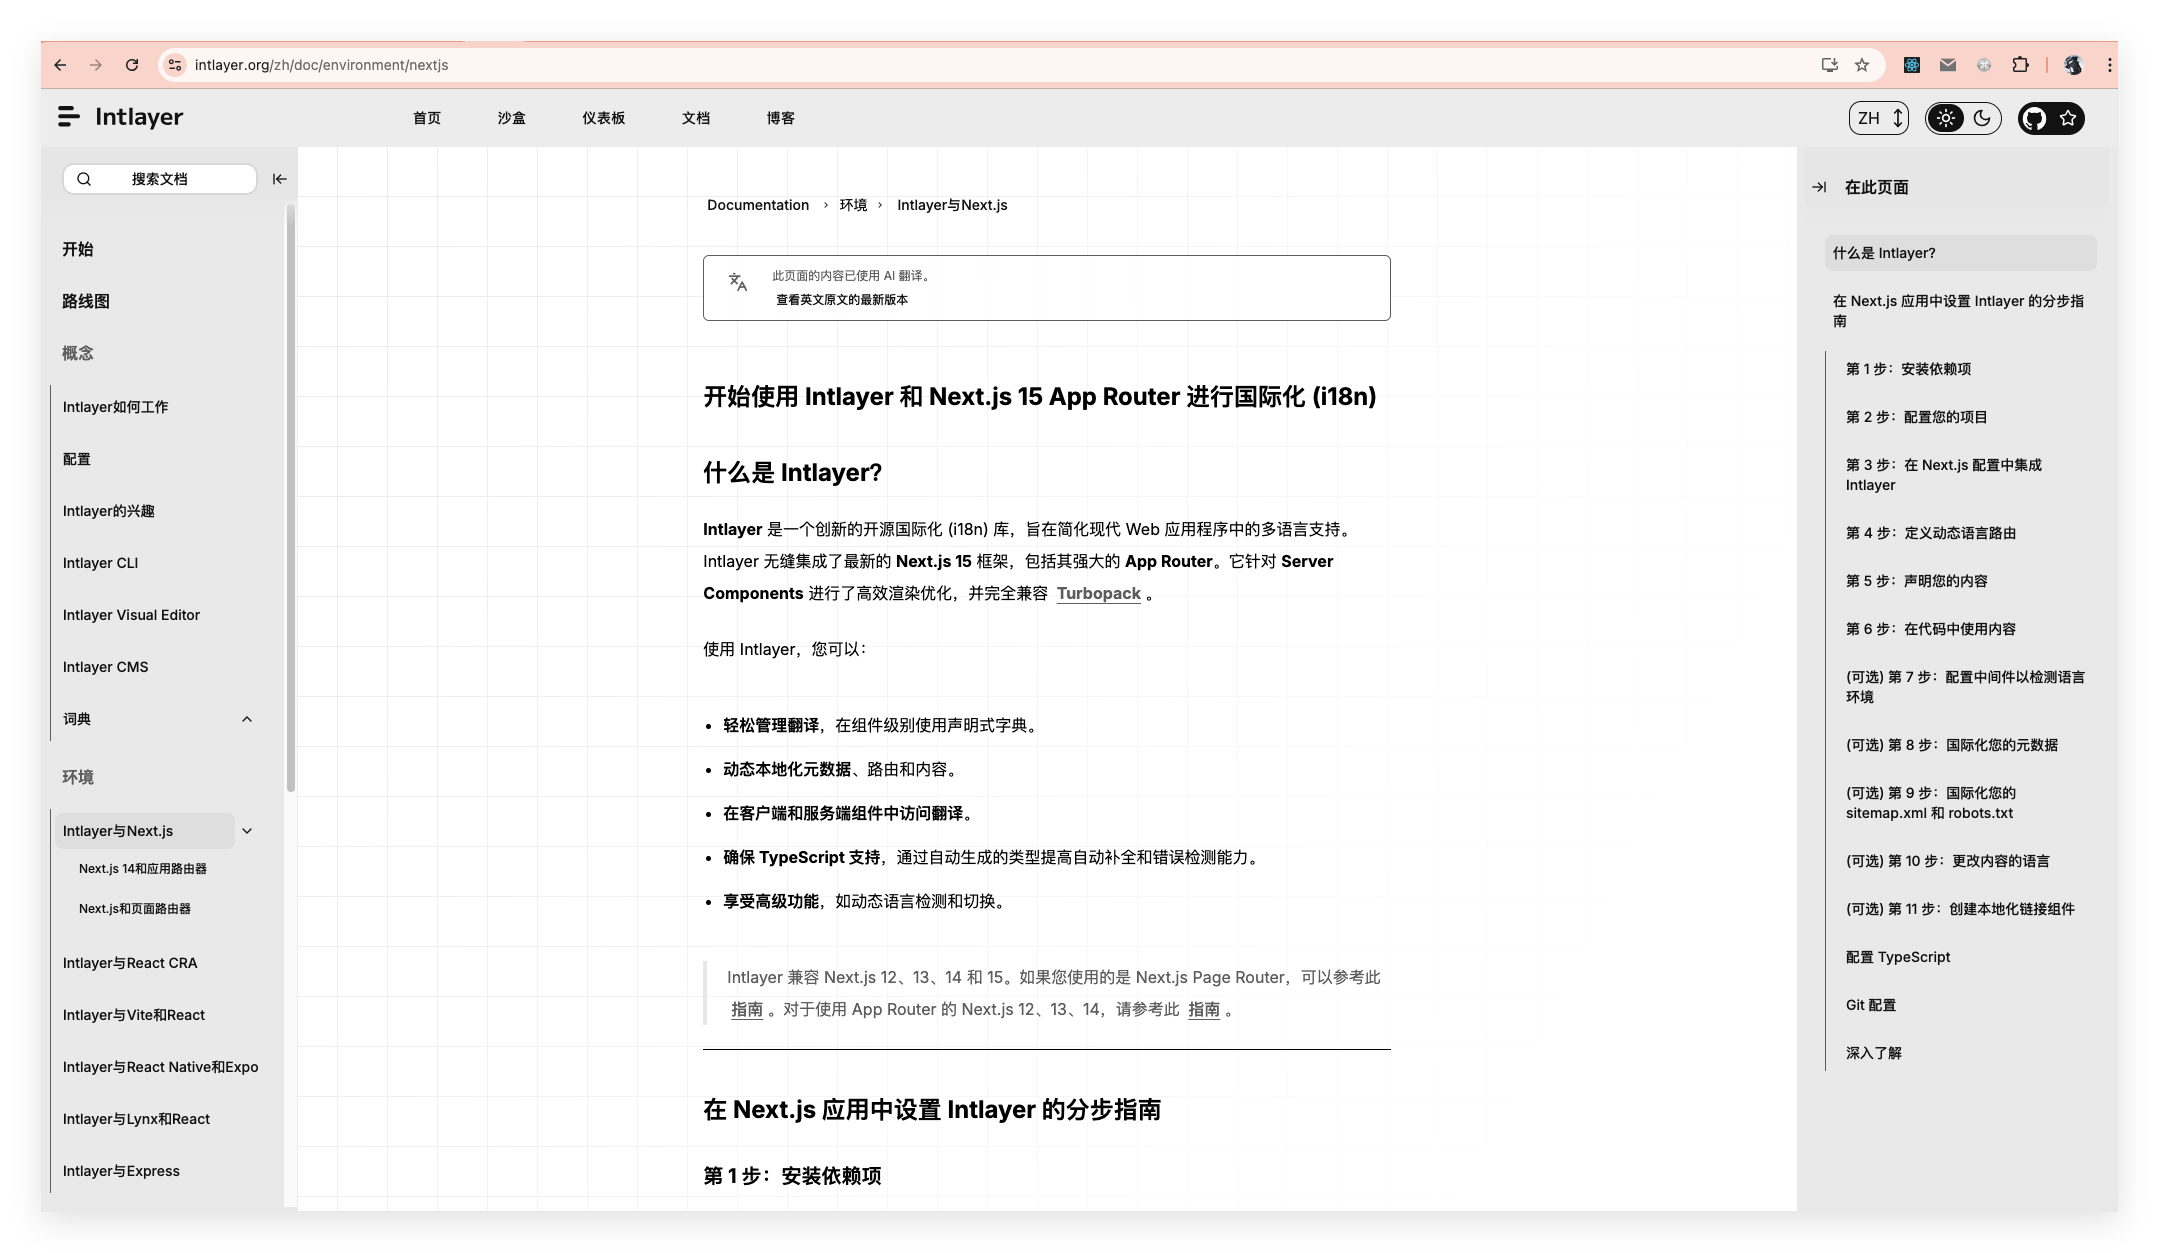 intlayer.org/zh/doc/environment/nextjs
Intlayer
首页
沙盒
仪表板
文档
博客
ZH
搜索文档
开始
路线图
概念
Intlayer如何工作
配置
Intlayer的兴趣
Intlayer CLI
Intlayer Visual Editor
Intlayer CMS
词典
环境
Intlayer与Next.js
Next.js 14和应用路由器
Next.js和页面路由器
Intlayer与React CRA
Intlayer与Vite和React
Intlayer与React Native和Expo
Intlayer与Lynx和React
Intlayer与Express
Documentation › 环境 › Intlayer与Next.js
此页面的内容已使用 AI 翻译。
查看英文原文的最新版本
开始使用 Intlayer 和 Next.js 15 App Router 进行国际化 (i18n)
什么是 Intlayer?
Intlayer 是一个创新的开源国际化 (i18n) 库，旨在简化现代 Web 应用程序中的多语言支持。
Intlayer 无缝集成了最新的 Next.js 15 框架，包括其强大的 App Router。它针对 Server
Components 进行了高效渲染优化，并完全兼容 Turbopack 。
使用 Intlayer，您可以：
• 轻松管理翻译，在组件级别使用声明式字典。
• 动态本地化元数据、路由和内容。
• 在客户端和服务端组件中访问翻译。
• 确保 TypeScript 支持，通过自动生成的类型提高自动补全和错误检测能力。
• 享受高级功能，如动态语言检测和切换。
Intlayer 兼容 Next.js 12、13、14 和 15。如果您使用的是 Next.js Page Router，可以参考此
指南 。对于使用 App Router 的 Next.js 12、13、14，请参考此 指南 。
在 Next.js 应用中设置 Intlayer 的分步指南
第 1 步：安装依赖项
在此页面
什么是 Intlayer?
在 Next.js 应用中设置 Intlayer 的分步指
南
第 1 步：安装依赖项
第 2 步：配置您的项目
第 3 步：在 Next.js 配置中集成
Intlayer
第 4 步：定义动态语言路由
第 5 步：声明您的内容
第 6 步：在代码中使用内容
(可选) 第 7 步：配置中间件以检测语言
环境
(可选) 第 8 步：国际化您的元数据
(可选) 第 9 步：国际化您的
sitemap.xml 和 robots.txt
(可选) 第 10 步：更改内容的语言
(可选) 第 11 步：创建本地化链接组件
配置 TypeScript
Git 配置
深入了解